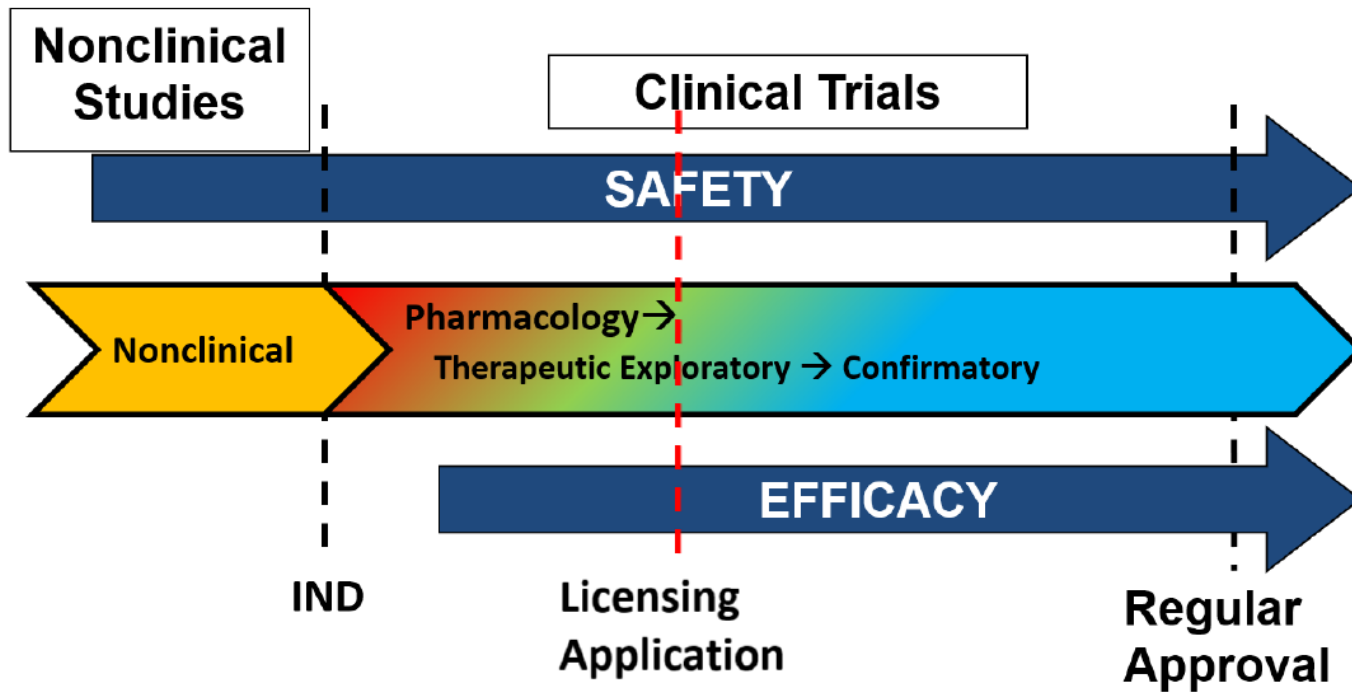 Nonclinical
Studies
Clinical Trials
SAFETY
Pharmacology→
Nonclinical
Therapeutic Exploratory → Confirmatory
EFFICACY
IND
Licensing
Application
Regular
Approval